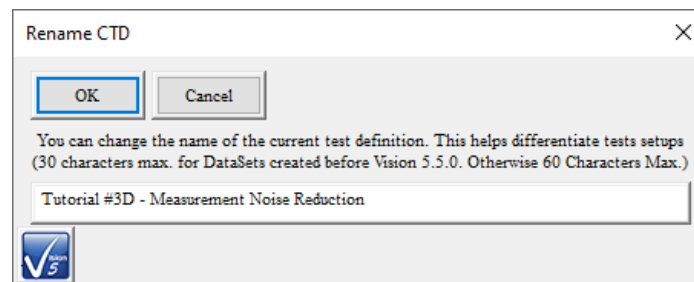 Rename CTD
OK
Cancel
You can change the name of the current test definition. This helps differentiate tests setups
(30 characters max. for DataSets created before Vision 5.5.0. Otherwise 60 Characters Max.)
Tutorial #3D - Measurement Noise Reduction
Vision
5